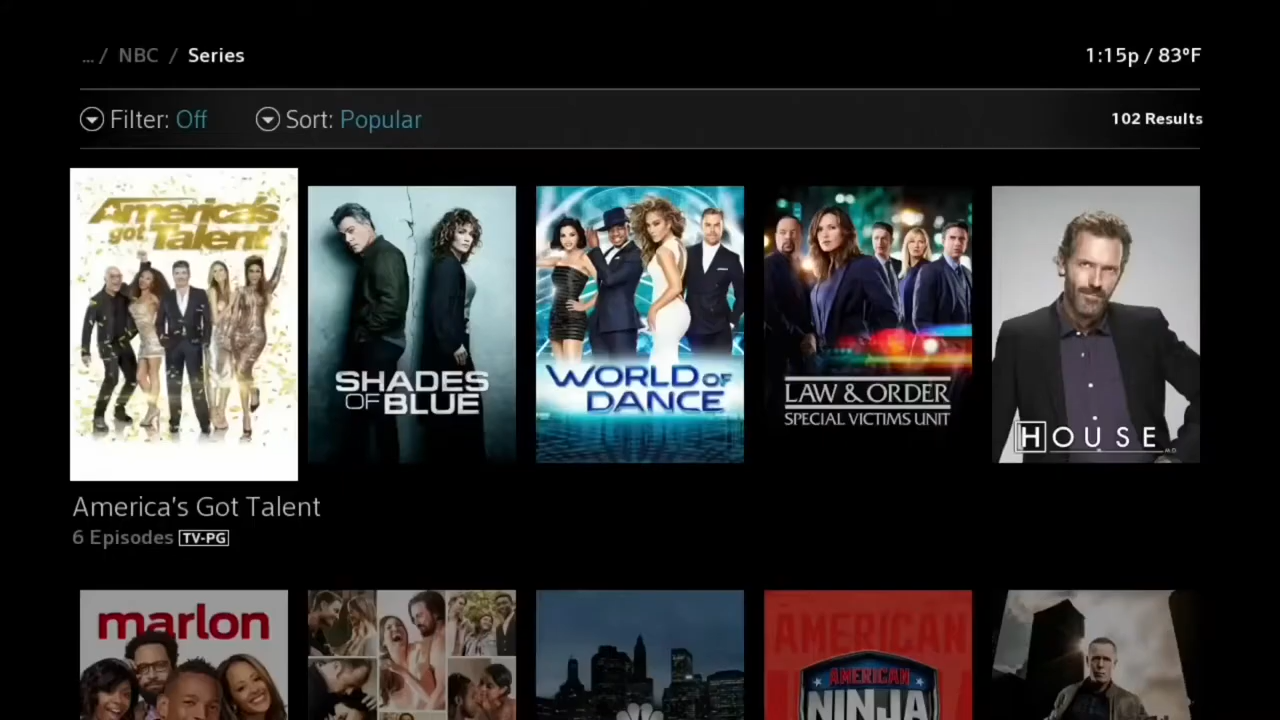 ... / NBC / Series
1:15p / 83°F
Filter: Off
Sort: Popular
102 Results
America's
got Talent
SHADES
OF BLUE
WORLD OF
DANCE
LAW & ORDER
SPECIAL VICTIMS UNIT
HOUSE
M.D.
America's Got Talent
6 Episodes TV-PG
marlon
AMERICAN
AMERICAN
NINJA